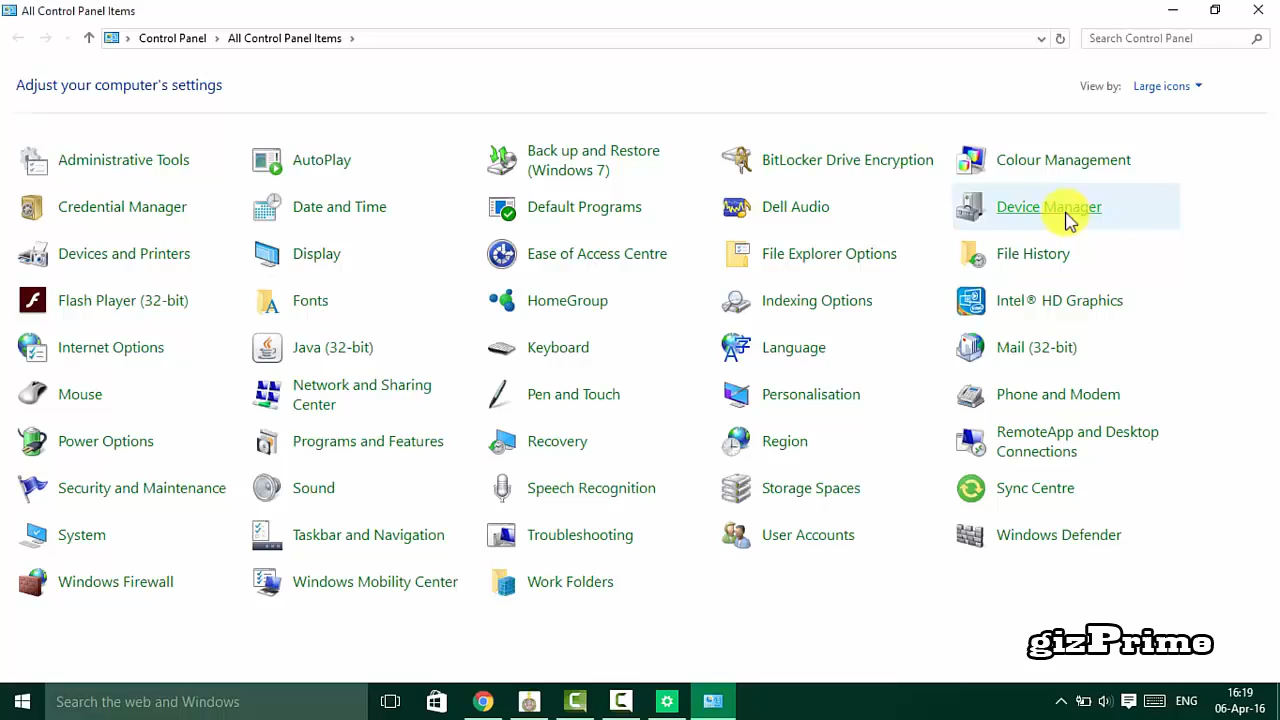 All Control Panel Items
Control Panel > All Control Panel Items >
Search Control Panel
Adjust your computer's settings
View by: Large icons
Administrative Tools
AutoPlay
Back up and Restore
(Windows 7)
BitLocker Drive Encryption
Colour Management
Credential Manager
Date and Time
Default Programs
Dell Audio
Device Manager
Devices and Printers
Display
Ease of Access Centre
File Explorer Options
File History
Flash Player (32-bit)
Fonts
HomeGroup
Indexing Options
Intel® HD Graphics
Internet Options
Java (32-bit)
Keyboard
Language
Mail (32-bit)
Mouse
Network and Sharing
Center
Pen and Touch
Personalisation
Phone and Modem
Power Options
Programs and Features
Recovery
Region
RemoteApp and Desktop
Connections
Security and Maintenance
Sound
Speech Recognition
Storage Spaces
Sync Centre
System
Taskbar and Navigation
Troubleshooting
User Accounts
Windows Defender
Windows Firewall
Windows Mobility Center
Work Folders
gizPrime
Search the web and Windows
ENG
16:19
06-Apr-16